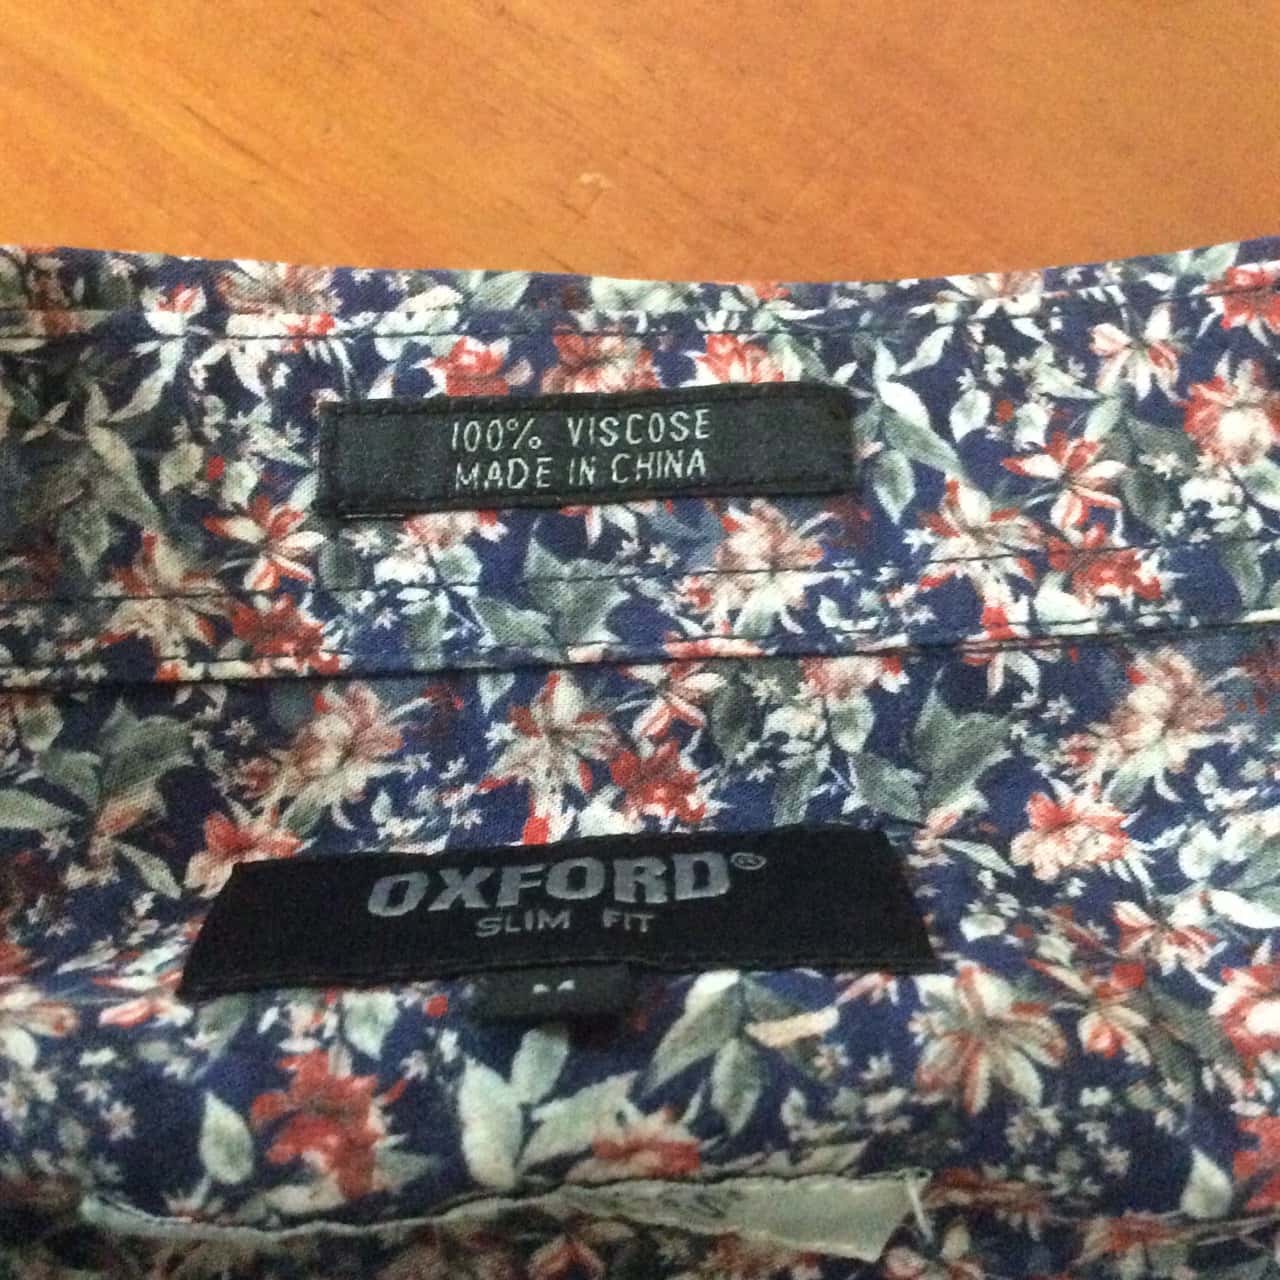 100% VISCOSE
MADE IN CHINA
OXFORD®
SLIM FIT
M